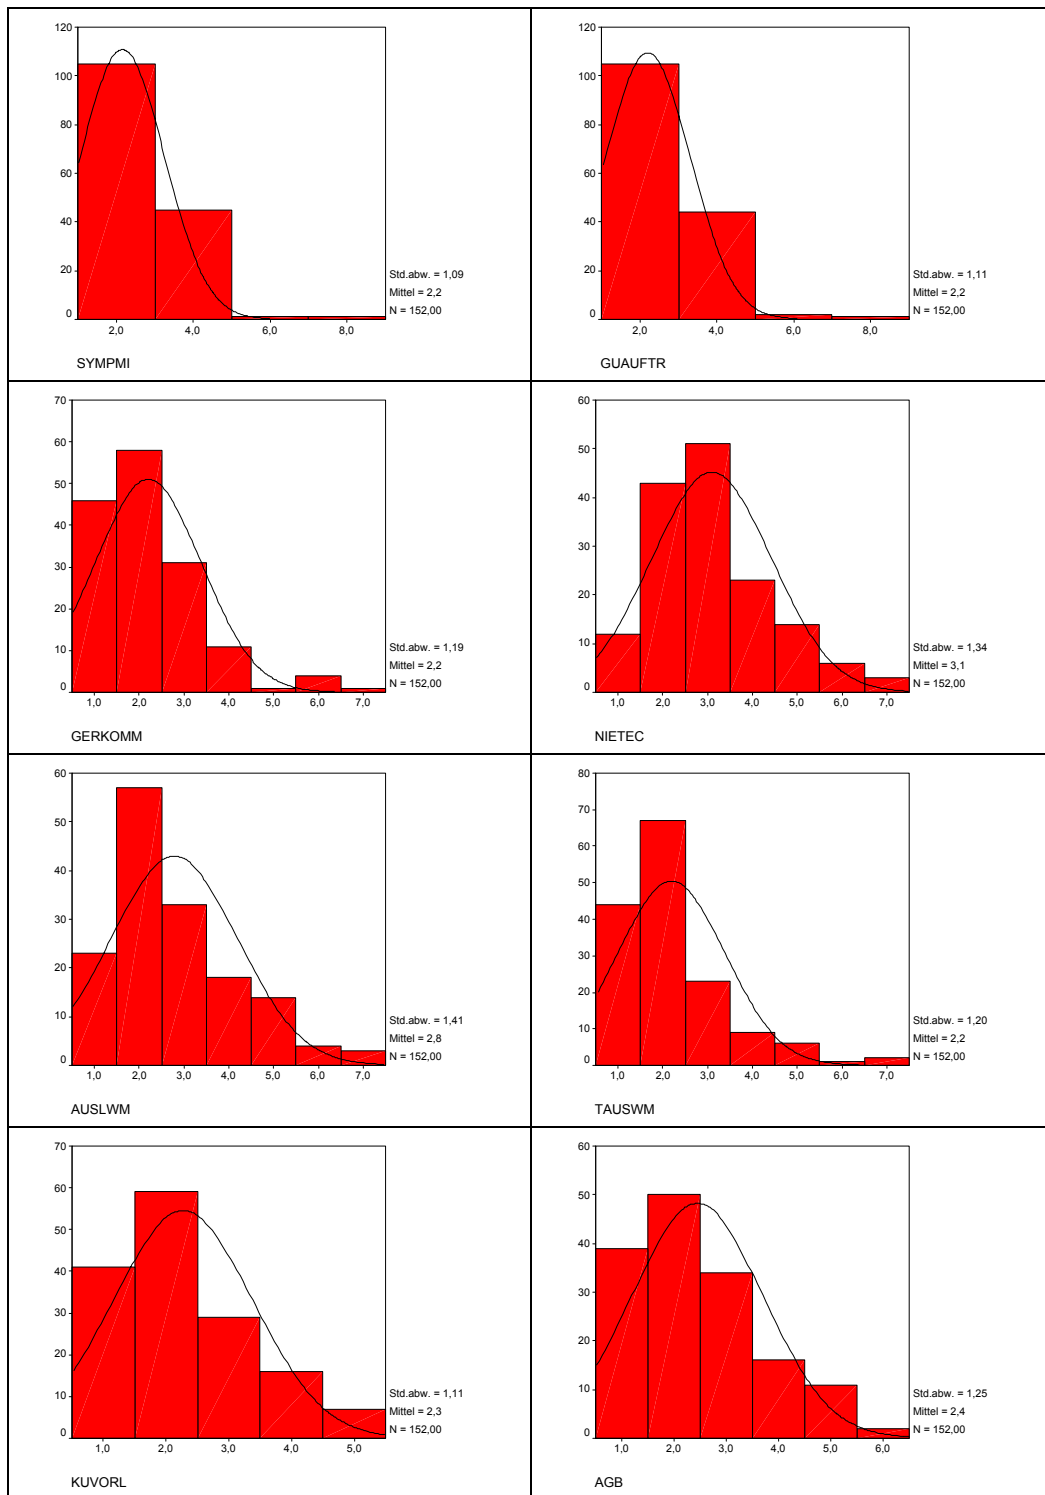 120
100
80
60
40
20
0
2,0 4,0 6,0 8,0
Std.abw. = 1,09
Mittel = 2,2
N = 152,00
SYMPMI
120
100
80
60
40
20
0
2,0 4,0 6,0 8,0
Std.abw. = 1,11
Mittel = 2,2
N = 152,00
GUAUFTR
70
60
50
40
30
20
10
0
1,0 2,0 3,0 4,0 5,0 6,0 7,0
Std.abw. = 1,19
Mittel = 2,2
N = 152,00
GERKOMM
60
50
40
30
20
10
0
1,0 2,0 3,0 4,0 5,0 6,0 7,0
Std.abw. = 1,34
Mittel = 3,1
N = 152,00
NIETEC
60
50
40
30
20
10
0
1,0 2,0 3,0 4,0 5,0 6,0 7,0
Std.abw. = 1,41
Mittel = 2,8
N = 152,00
AUSLWM
80
70
60
50
40
30
20
10
0
1,0 2,0 3,0 4,0 5,0 6,0 7,0
Std.abw. = 1,20
Mittel = 2,2
N = 152,00
TAUSWM
70
60
50
40
30
20
10
0
1,0 2,0 3,0 4,0 5,0
Std.abw. = 1,11
Mittel = 2,3
N = 152,00
KUVORL
60
50
40
30
20
10
0
1,0 2,0 3,0 4,0 5,0 6,0
Std.abw. = 1,25
Mittel = 2,4
N = 152,00
AGB